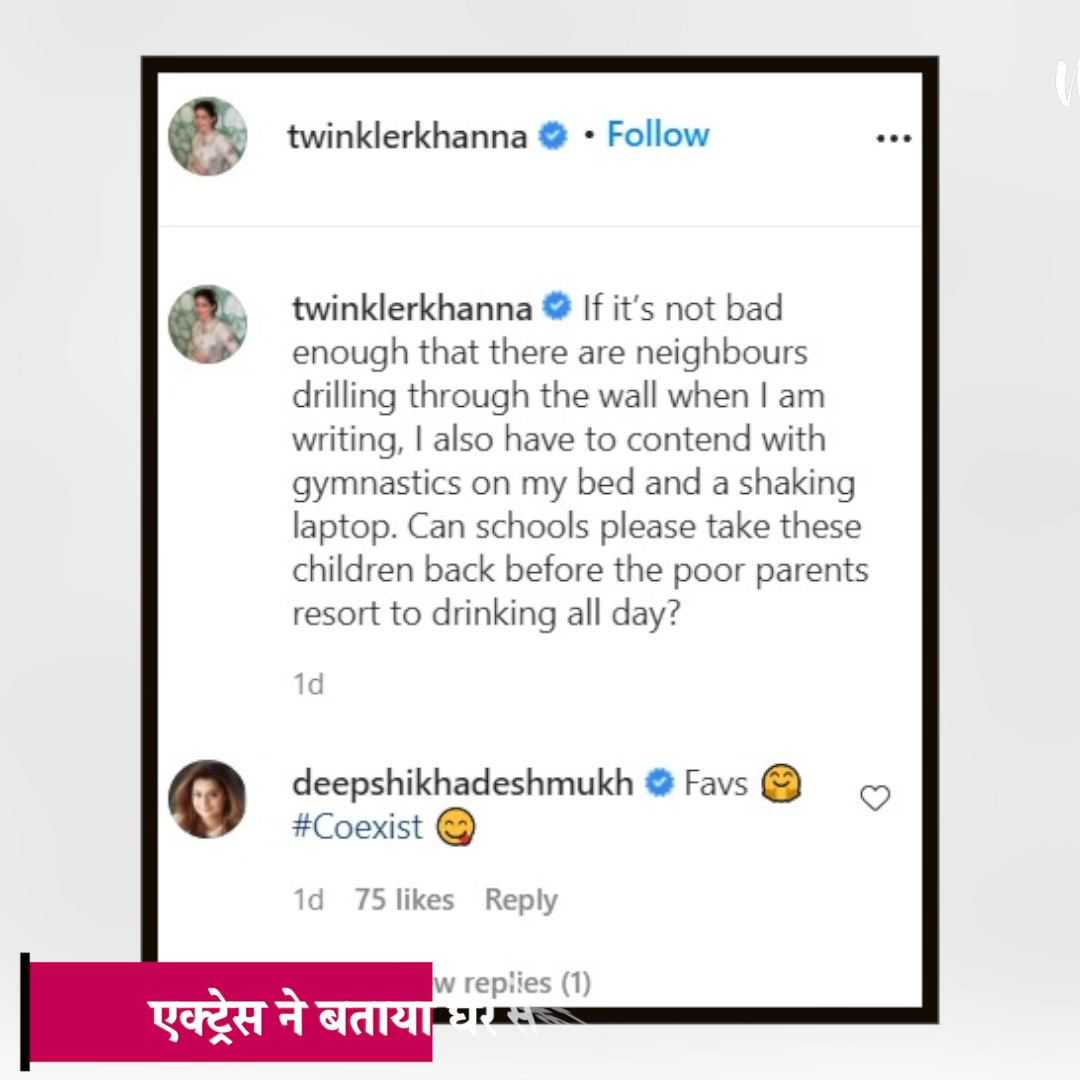 twinklerkhanna • Follow
twinklerkhanna If it's not bad
enough that there are neighbours
drilling through the wall when I am
writing, I also have to contend with
gymnastics on my bed and a shaking
laptop. Can schools please take these
children back before the poor parents
resort to drinking all day?
1d
deepshikhadeshmukh Favs 🤗
#Coexist 😋
1d 75 likes Reply
replies (1)
एक्ट्रेस ने बताया घर